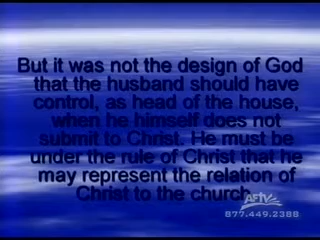 But it was not the design of God
that the husband should have
control, as head of the house,
when he himself does not
submit to Christ. He must be
under the rule of Christ that he
may represent the relation of
Christ to the church.
AFTV
877.449.2388